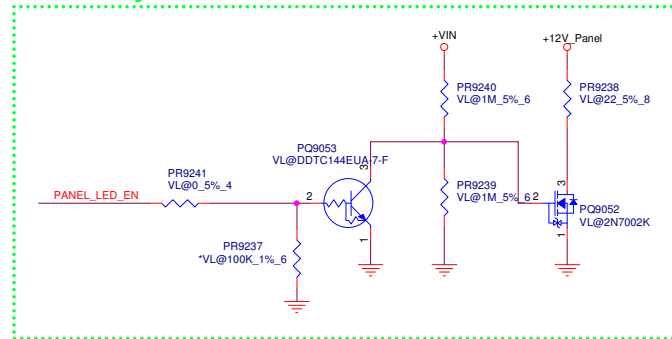 +VIN
+12V_Panel
PR9240
VL@1M_5%_6
PR9238
VL@22_5%_8
PQ9053
VL@DDTC144EUA-7-F
3
PR9241
VL@0_5%_4
PANEL_LED_EN
2
1
PR9239
VL@1M_5%_6
3
2
1
PQ9052
VL@2N7002K
PR9237
*VL@100K_1%_6